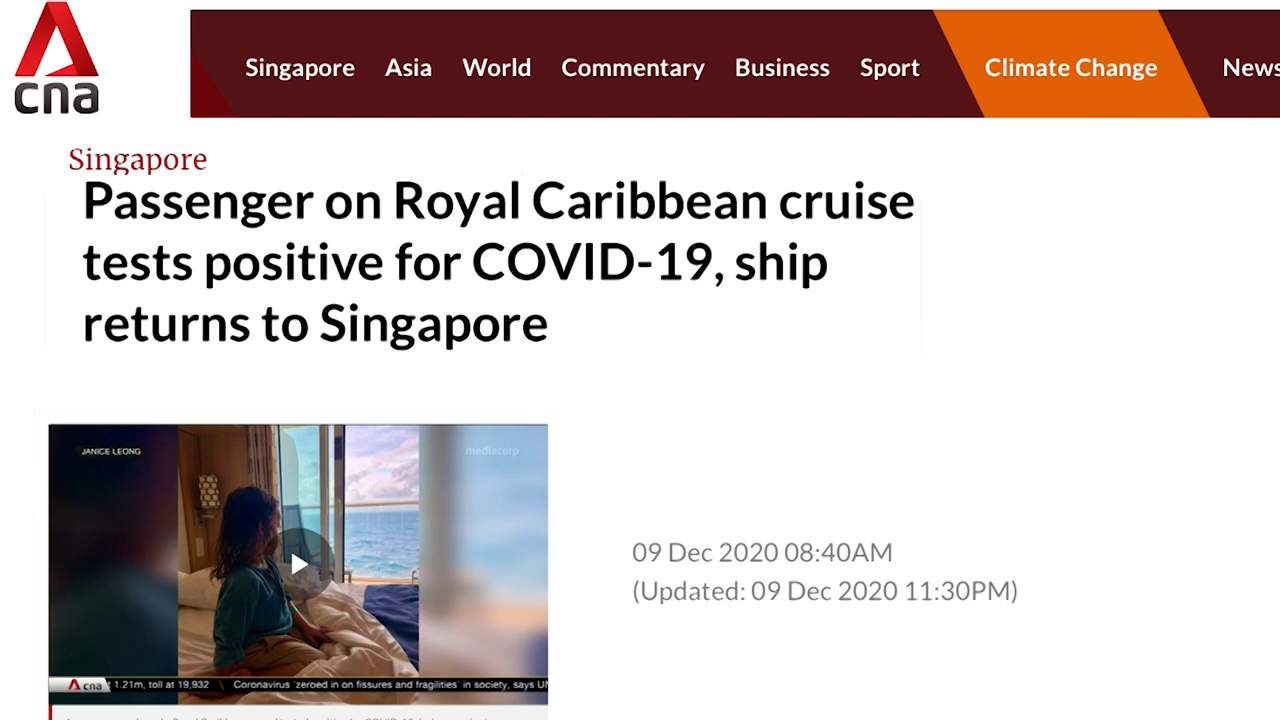 cna
Singapore Asia World Commentary Business Sport Climate Change News
Singapore
Passenger on Royal Caribbean cruise
tests positive for COVID-19, ship
returns to Singapore
JANICE LEONG
mediacorp
09 Dec 2020 08:40AM
(Updated: 09 Dec 2020 11:30PM)
cna : 1.21m, toll at 19,932 \ Coronavirus 'zeroed in on fissures and fragilities' in society, says UN